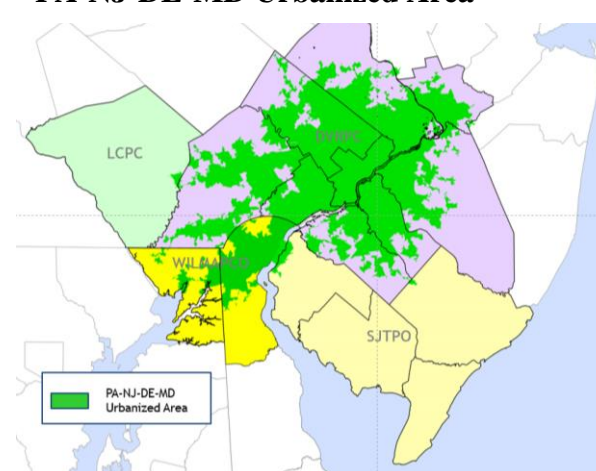 PA-NJ-DE-MD Urbanized Area
LCPC
DVRPC
WILMAPCO
SJTPO
PA-NJ-DE-MD
Urbanized Area